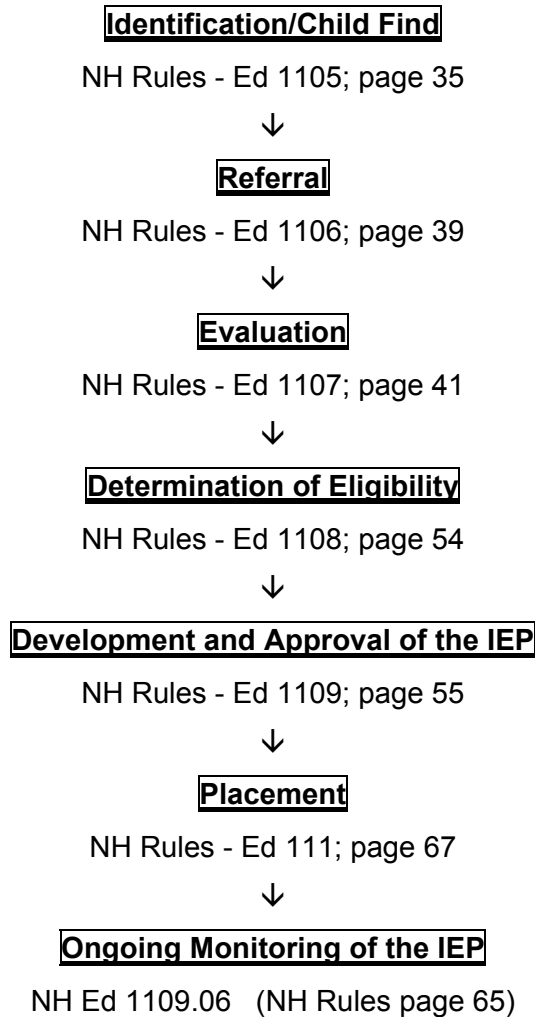 Identification/Child Find
NH Rules - Ed 1105; page 35
↓
Referral
NH Rules - Ed 1106; page 39
↓
Evaluation
NH Rules - Ed 1107; page 41
↓
Determination of Eligibility
NH Rules - Ed 1108; page 54
↓
Development and Approval of the IEP
NH Rules - Ed 1109; page 55
↓
Placement
NH Rules - Ed 111; page 67
↓
Ongoing Monitoring of the IEP
NH Ed 1109.06 (NH Rules page 65)